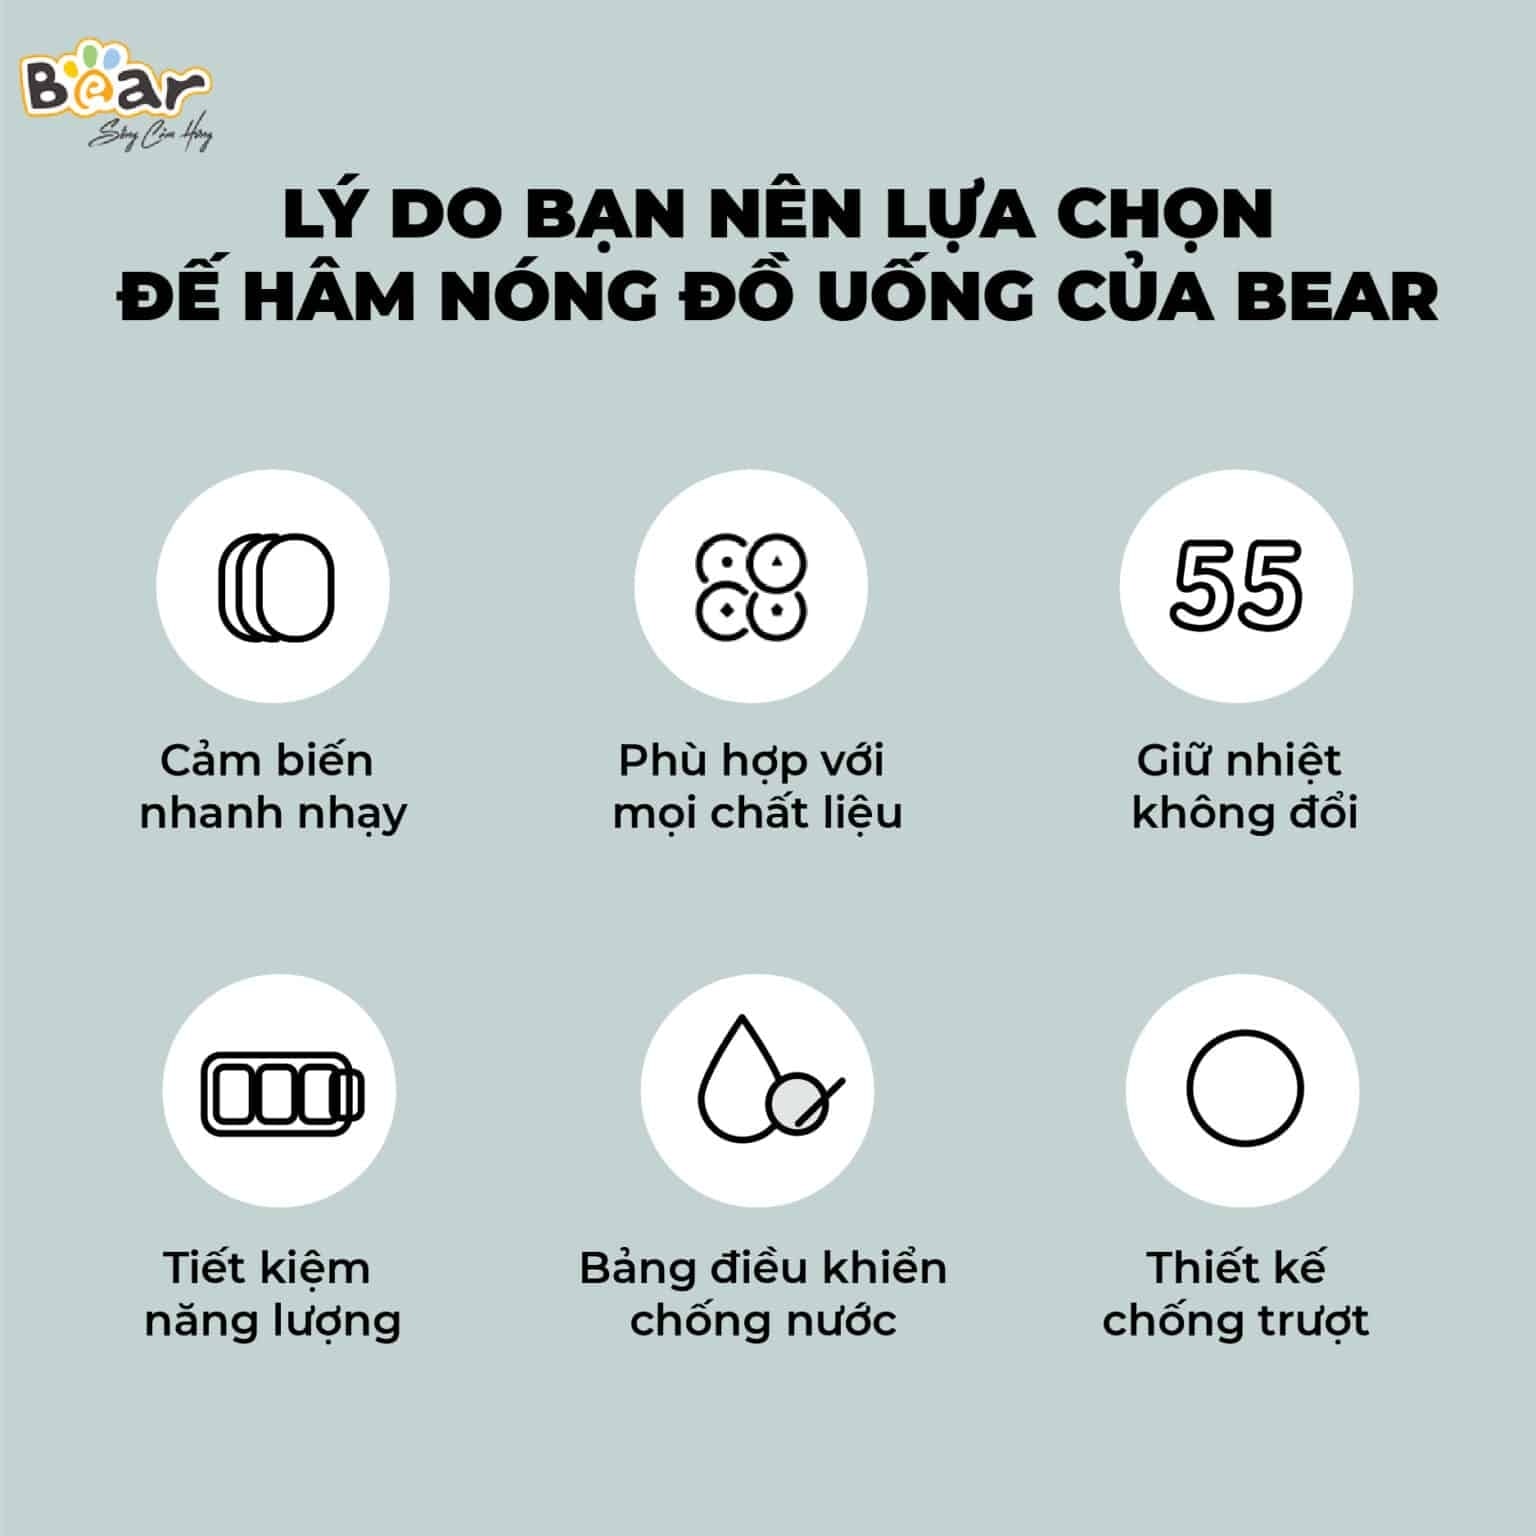 Bear
Sống Cảm Hứng
LÝ DO BẠN NÊN LỰA CHỌN
ĐẾ HÂM NÓNG ĐỒ UỐNG CỦA BEAR
55
Cảm biến
nhanh nhạy
Phù hợp với
mọi chất liệu
Giữ nhiệt
không đổi
Tiết kiệm
năng lượng
Bảng điều khiển
chống nước
Thiết kế
chống trượt